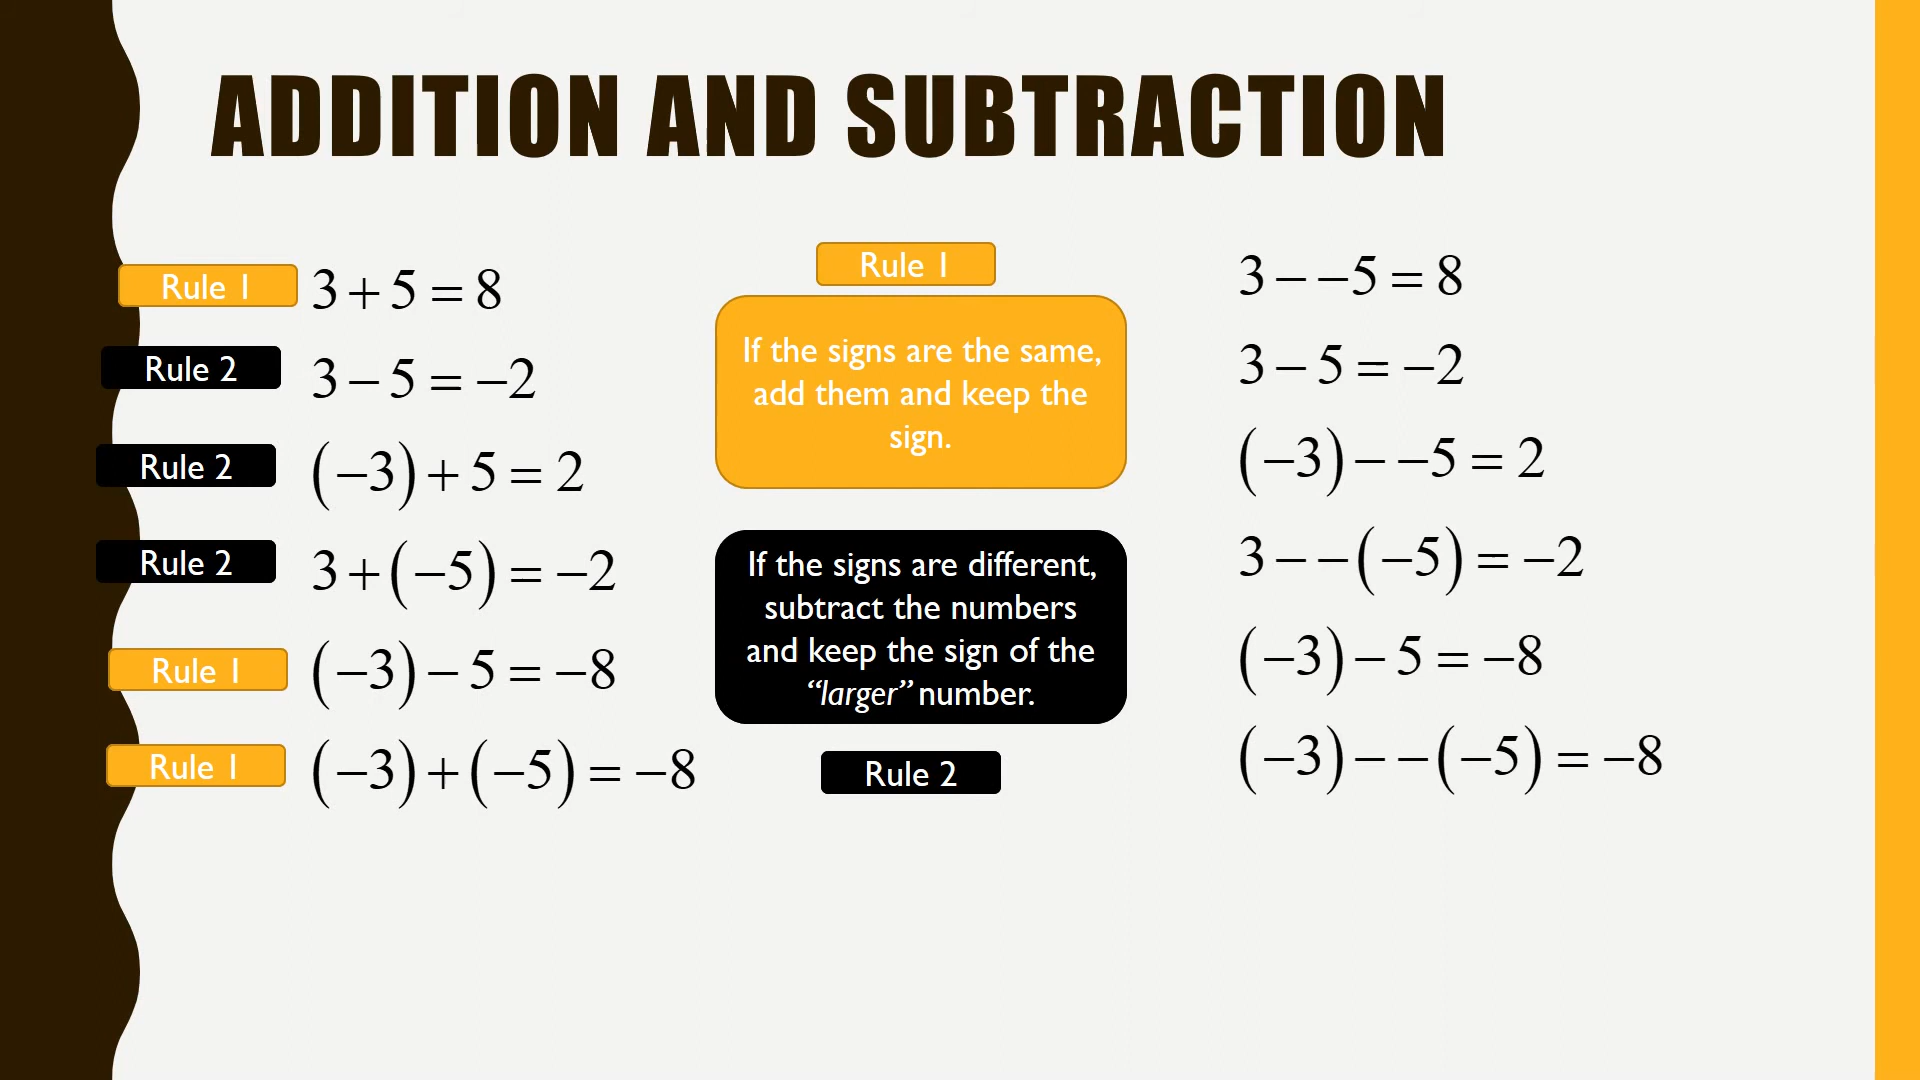 ADDITION AND SUBTRACTION
Rule 1 3+5=8
Rule 2 3−5=−2
Rule 2 (−3)+5=2
Rule 2 3+(−5)=−2
Rule 1 (−3)−5=−8
Rule 1 (−3)+(−5)=−8
Rule 1
If the signs are the same,
add them and keep the
sign.
If the signs are different,
subtract the numbers
and keep the sign of the
“larger” number.
Rule 2
3−−5=8
3−5=−2
(−3)−−5=2
3−−(−5)=−2
(−3)−5=−8
(−3)−−(−5)=−8